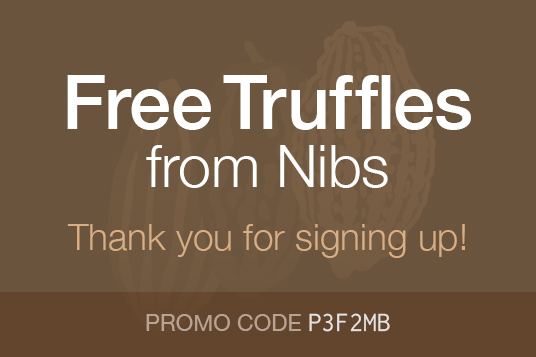 Free Truffles
from Nibs
Thank you for signing up!
PROMO CODE P3F2MB